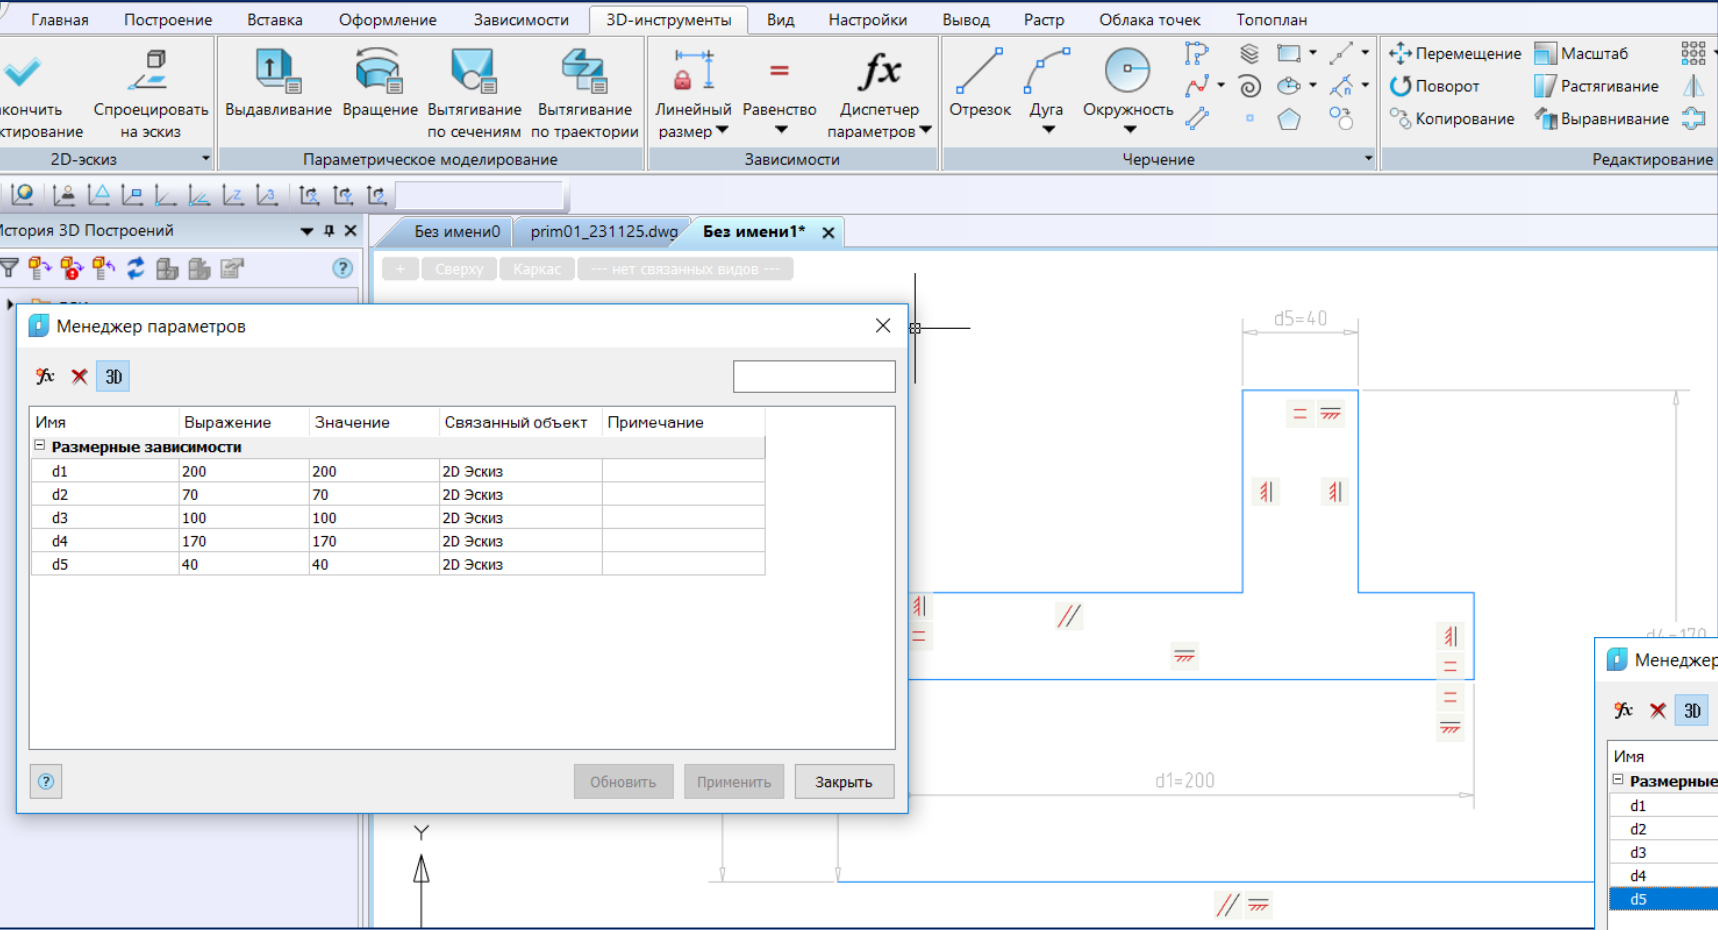 Главная Построение Вставка Оформление Зависимости 3D-инструменты Вид Настройки Вывод Растр Облака точек Топоплан
кончить Спроецировать Выдавливание Вращение Вытягивание Вытягивание Линейный Равенство Диспетчер Отрезок Дуга Окружность
ктирование на эскиз по сечениям по траектории размер параметров
Перемещение Масштаб
Поворот Растягивание
Копирование Выравнивание
2D-эскиз Параметрическое моделирование Зависимости Черчение Редактирование
стория 3D Построений
Без имени0 prim01_231125.dwg Без имени1*
+ Сверху Каркас --- нет связанных видов ---
Менеджер параметров
fx 3D
Имя Выражение Значение Связанный объект Примечание
Размерные зависимости
d1 200 200 2D Эскиз
d2 70 70 2D Эскиз
d3 100 100 2D Эскиз
d4 170 170 2D Эскиз
d5 40 40 2D Эскиз
Обновить Применить Закрыть
d5=40
d4=170
d1=200
Y
Менеджер
fx 3D
Имя
Размерные
d1
d2
d3
d4
d5